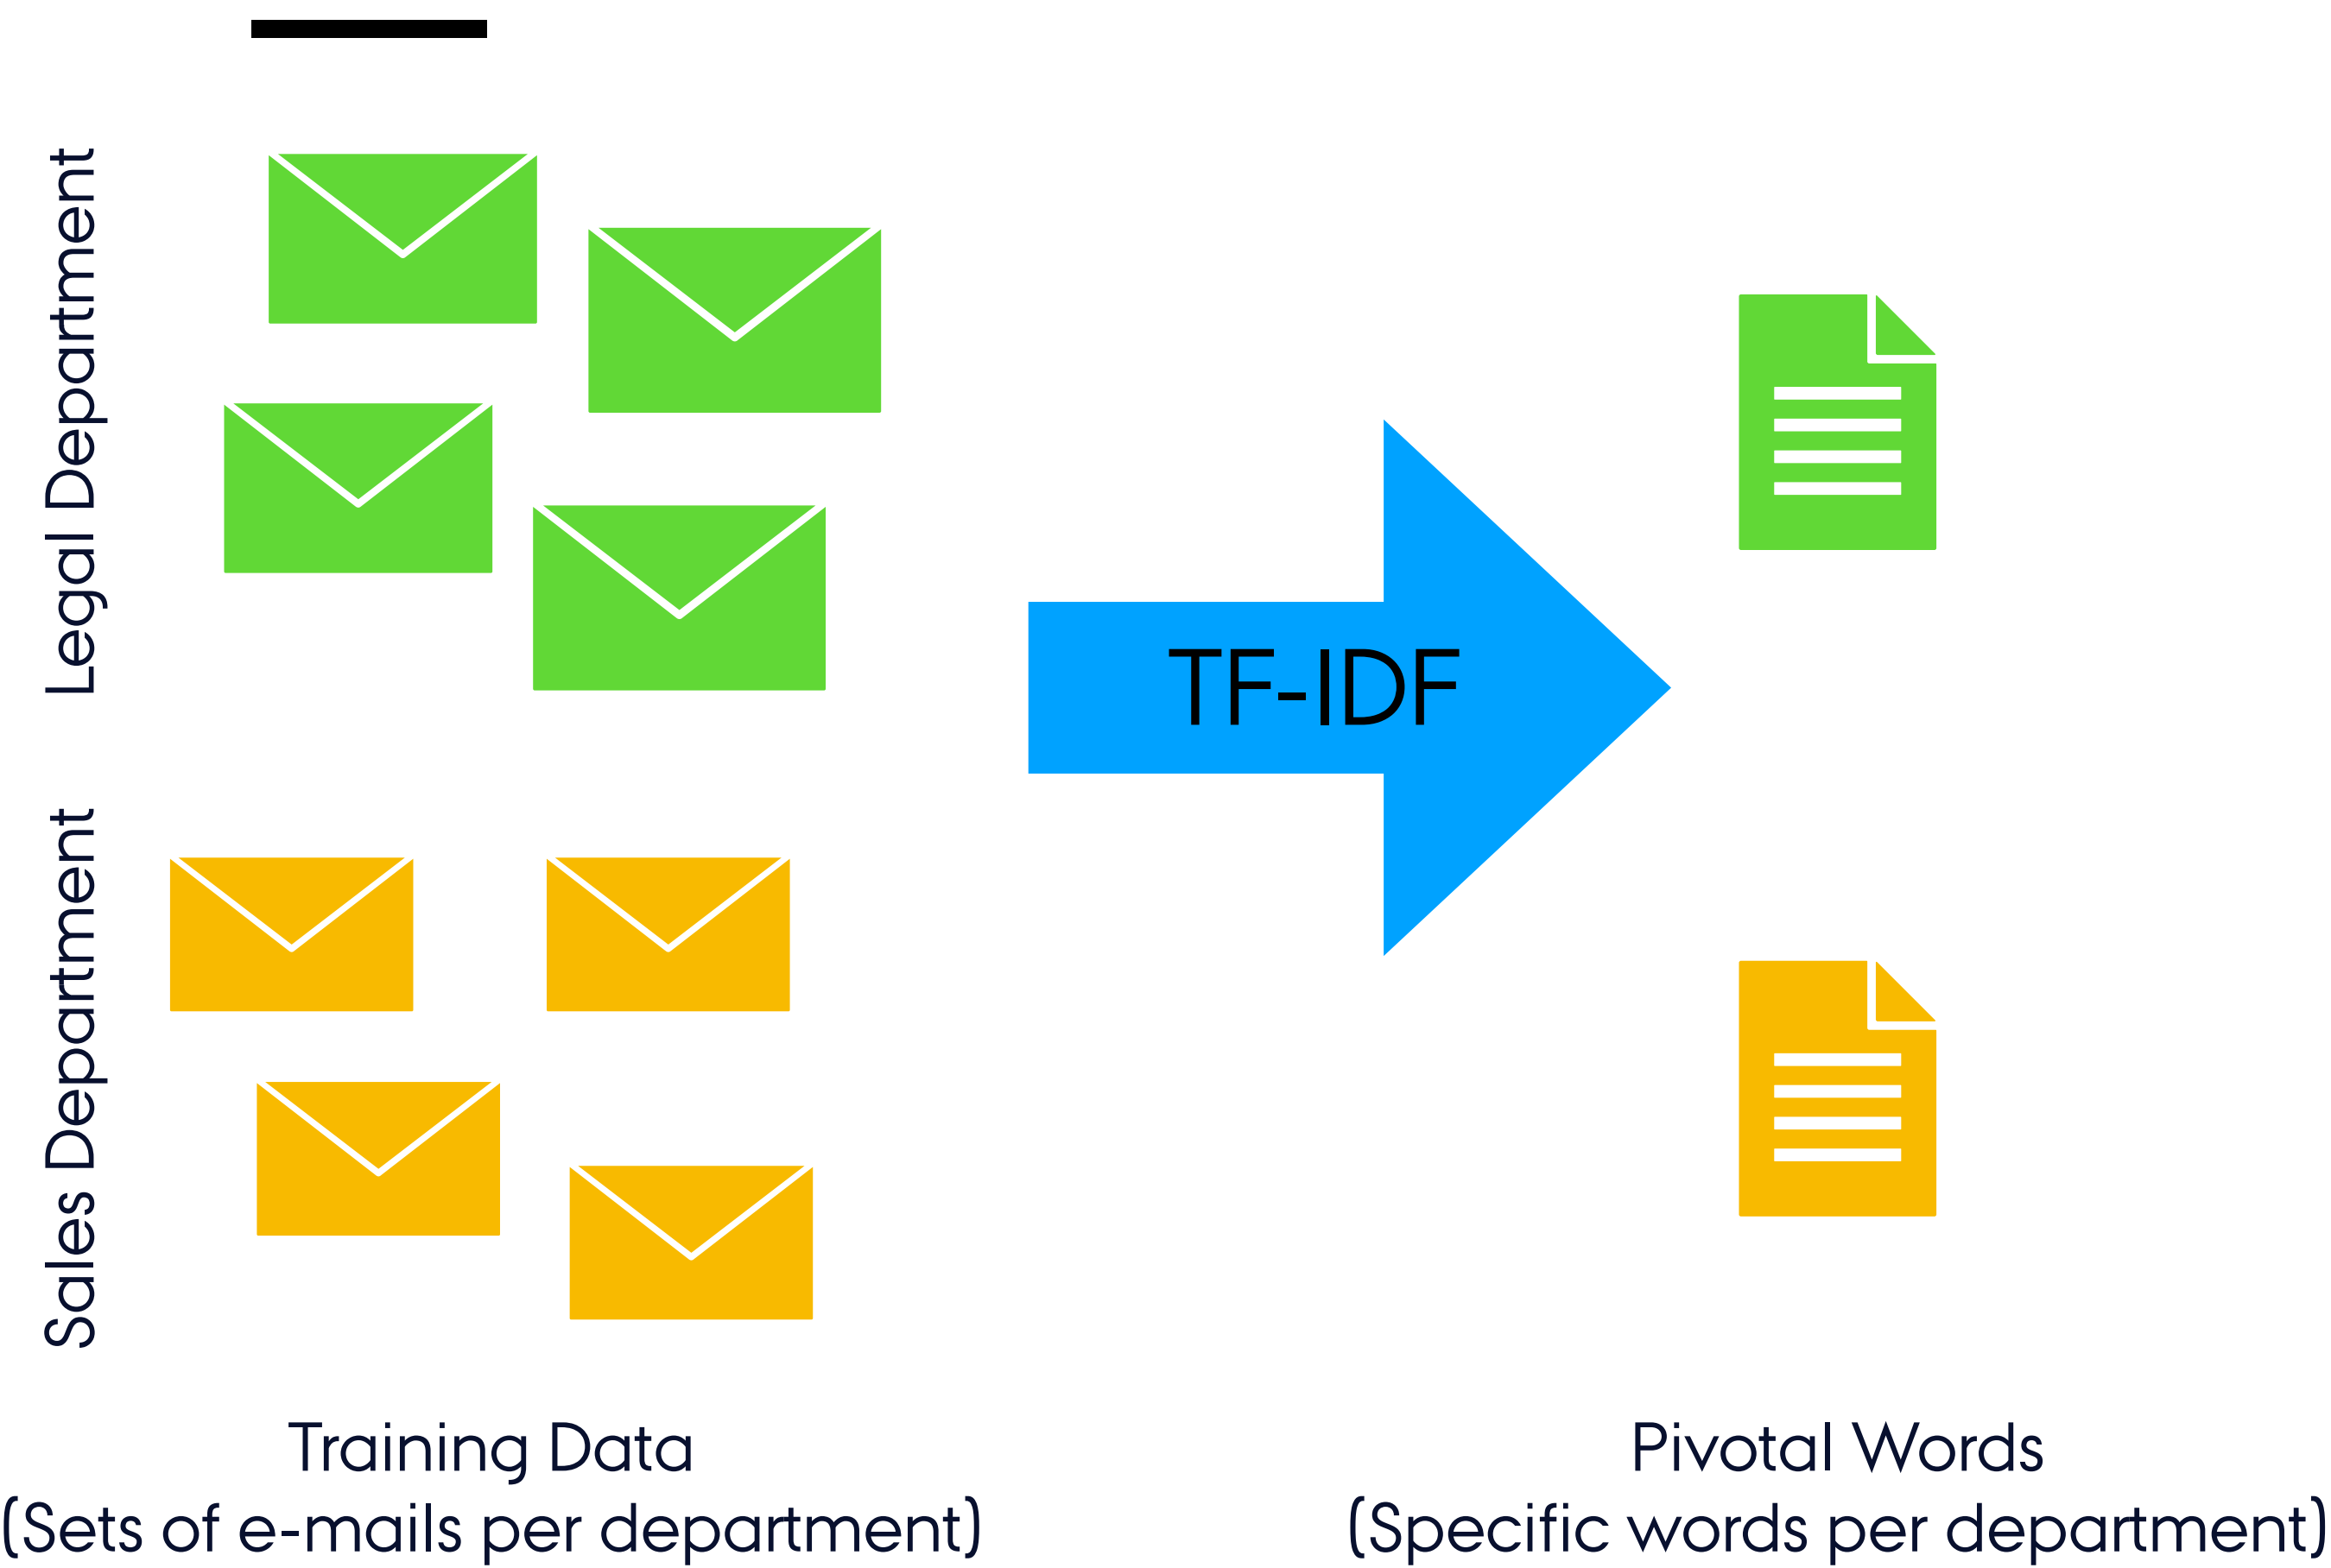 Legal Department
TF-IDF
Sales Department
Training Data
(Sets of e-mails per department)
Pivotal Words
(Specific words per department)